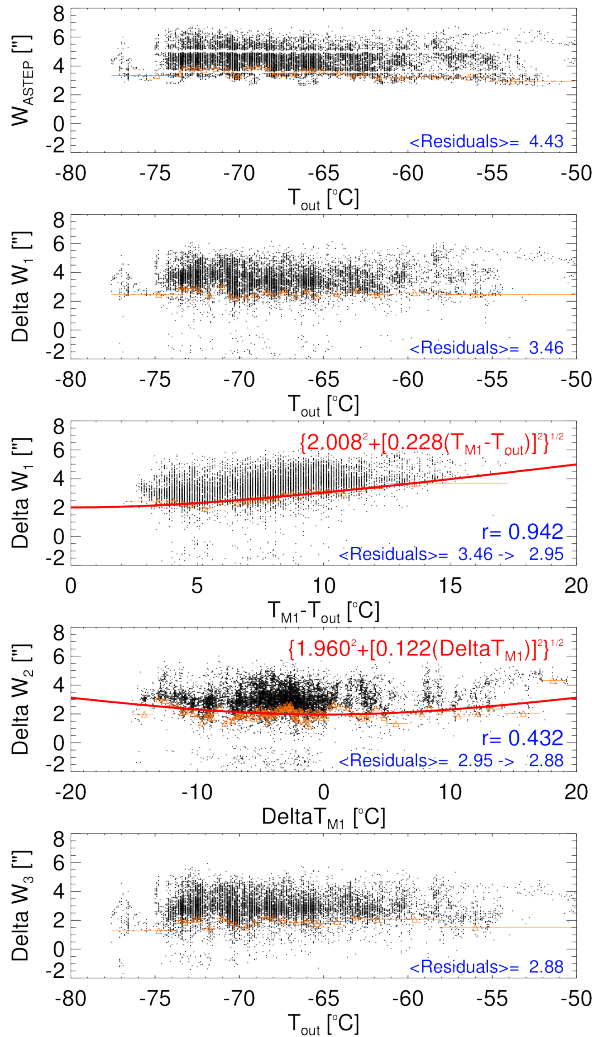 8
6
4
2
0
-2
W_ASTEP ["]
<Residuals>= 4.43
-80 -75 -70 -65 -60 -55 -50
T_out [°C]
8
6
4
2
0
-2
Delta W_1 ["]
<Residuals>= 3.46
-80 -75 -70 -65 -60 -55 -50
T_out [°C]
8
6
4
2
0
-2
Delta W_1 ["]
{2.008²+[0.228(T_M1-T_out)]²}^1/2
r= 0.942
<Residuals>= 3.46 -> 2.95
0 5 10 15 20
T_M1-T_out [°C]
8
6
4
2
0
-2
Delta W_2 ["]
{1.960²+[0.122(DeltaT_M1)]²}^1/2
r= 0.432
<Residuals>= 2.95 -> 2.88
-20 -10 0 10 20
DeltaT_M1 [°C]
8
6
4
2
0
-2
Delta W_3 ["]
<Residuals>= 2.88
-80 -75 -70 -65 -60 -55 -50
T_out [°C]